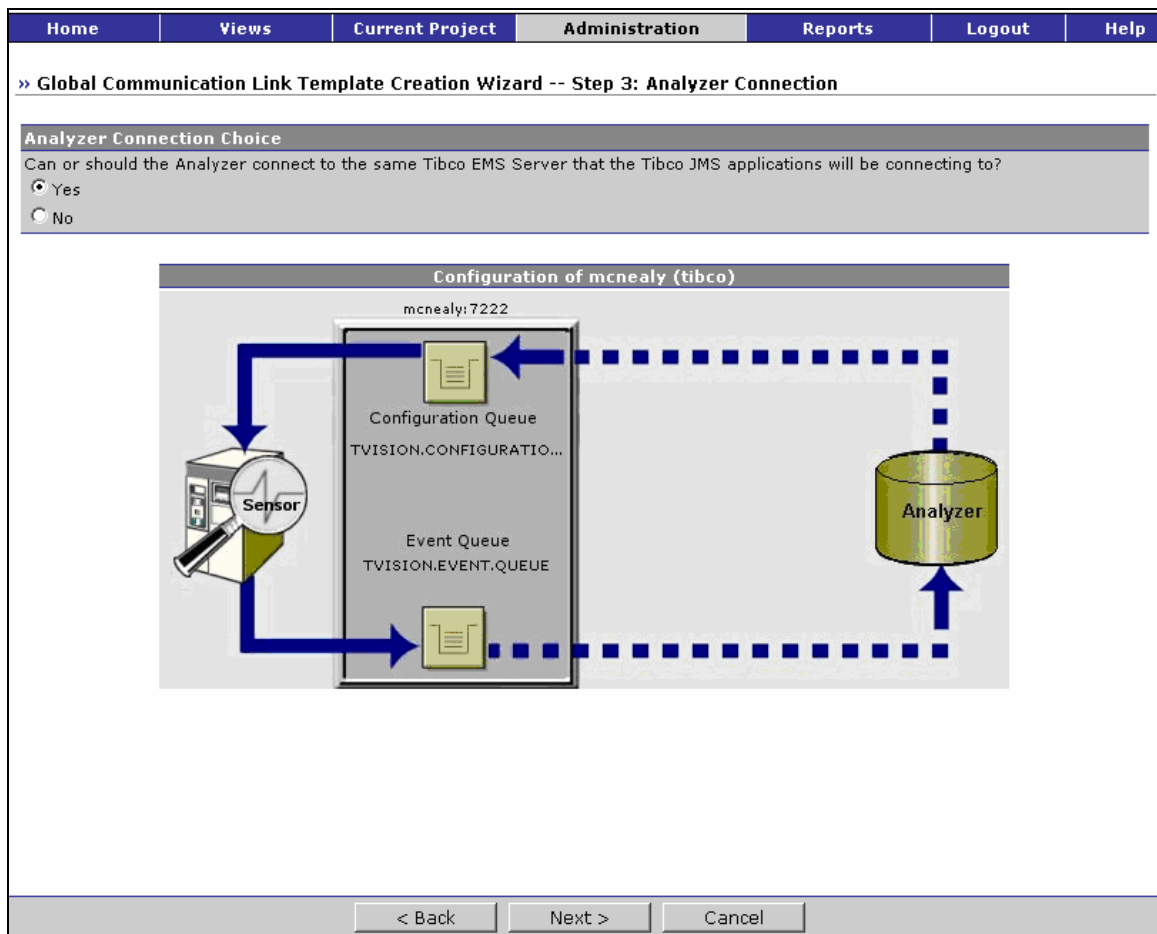 Home Views Current Project Administration Reports Logout Help
» Global Communication Link Template Creation Wizard -- Step 3: Analyzer Connection
Analyzer Connection Choice
Can or should the Analyzer connect to the same Tibco EMS Server that the Tibco JMS applications will be connecting to?
Yes
No
Configuration of mcnealy (tibco)
mcnealy:7222
Configuration Queue
TVISION.CONFIGURATIO...
Sensor
Analyzer
Event Queue
TVISION.EVENT.QUEUE
< Back Next > Cancel